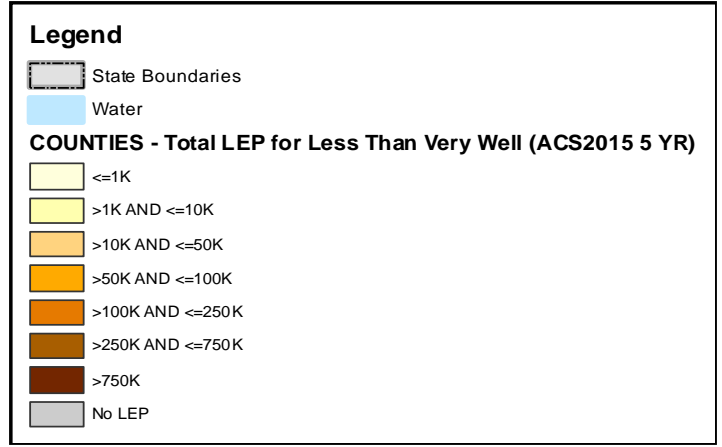 Legend
State Boundaries
Water
COUNTIES - Total LEP for Less Than Very Well (ACS2015 5 YR)
<=1K
>1K AND <=10K
>10K AND <=50K
>50K AND <=100K
>100K AND <=250K
>250K AND <=750K
>750K
No LEP